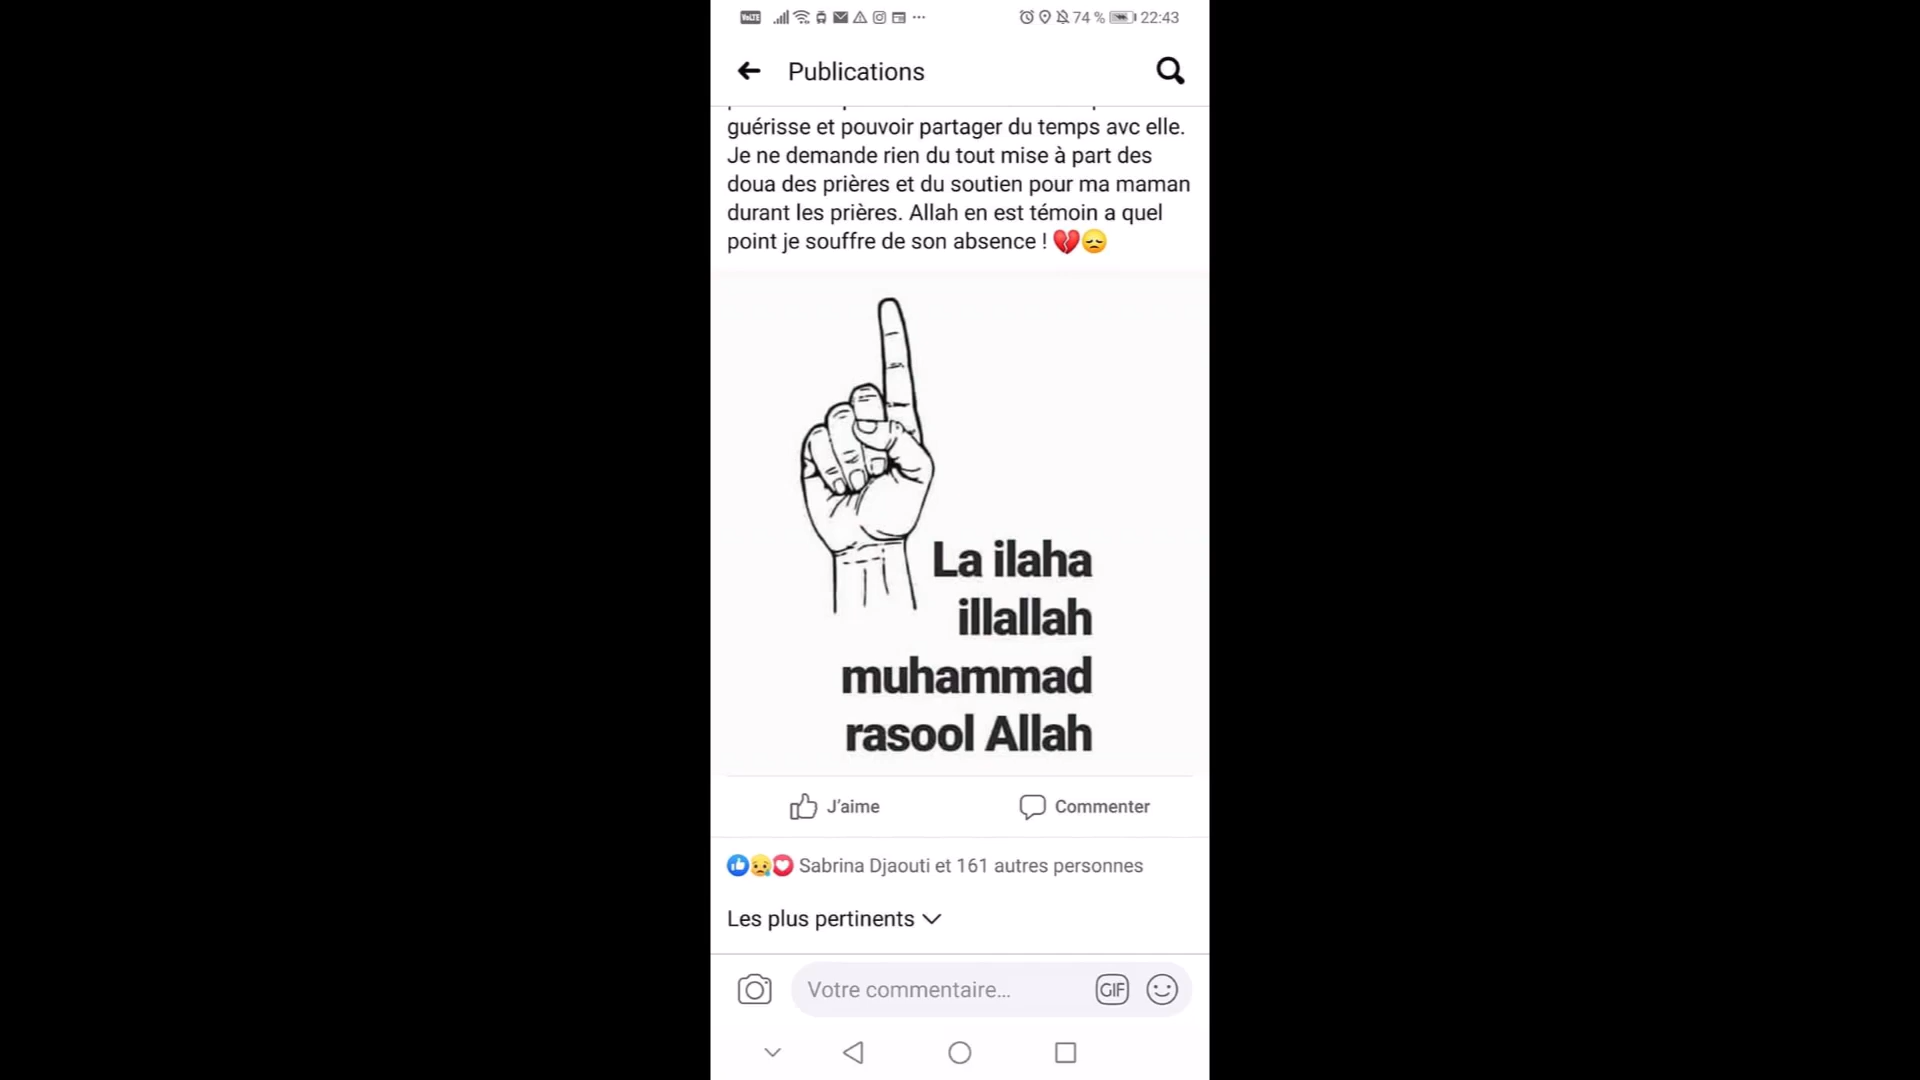 VoLTE 74 % 22:43
Publications
guérisse et pouvoir partager du temps avc elle.
Je ne demande rien du tout mise à part des
doua des prières et du soutien pour ma maman
durant les prières. Allah en est témoin a quel
point je souffre de son absence ! 💔😞
La ilaha
illallah
muhammad
rasool Allah
J'aime Commenter
Sabrina Djaouti et 161 autres personnes
Les plus pertinents
Votre commentaire... GIF